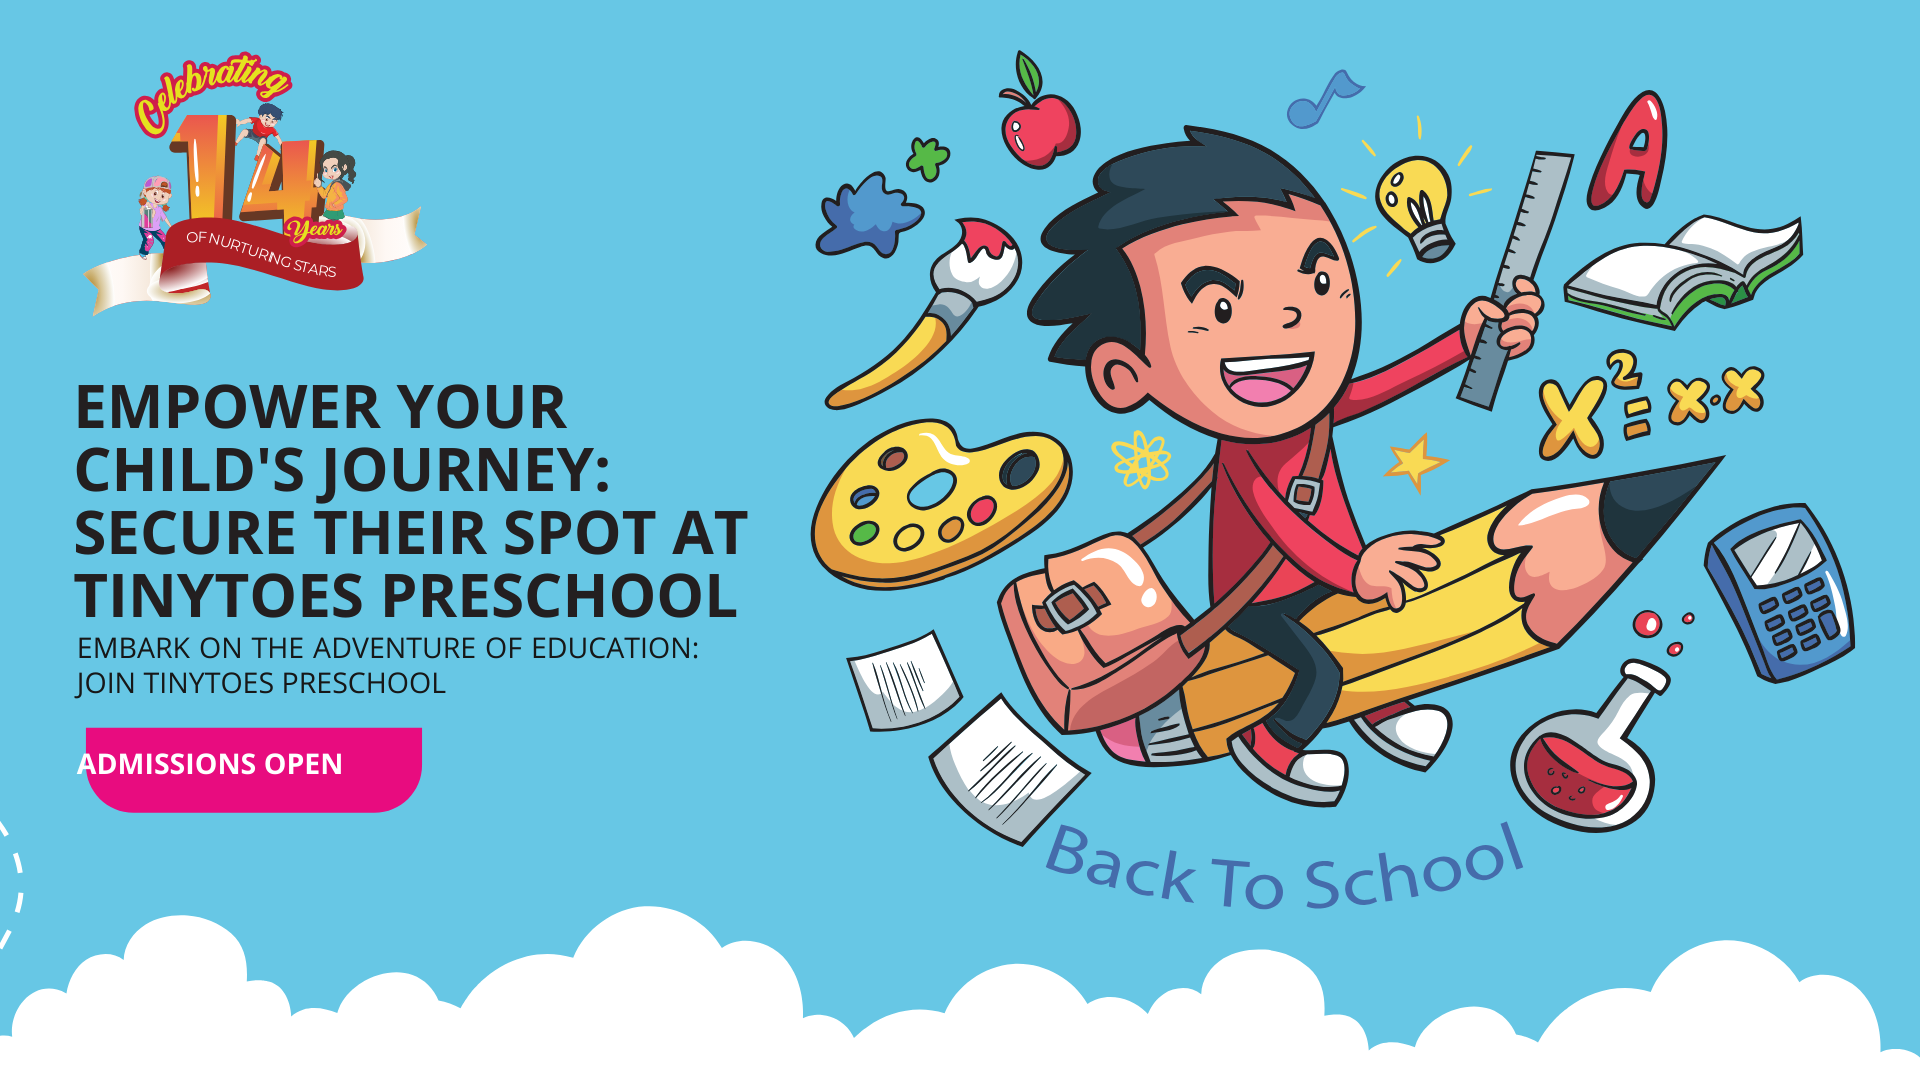 Celebrating
14
Years
OF NURTURING STARS
EMPOWER YOUR
CHILD'S JOURNEY:
SECURE THEIR SPOT AT
TINYTOES PRESCHOOL
EMBARK ON THE ADVENTURE OF EDUCATION:
JOIN TINYTOES PRESCHOOL
ADMISSIONS OPEN
A
X² = x·x
Back To School